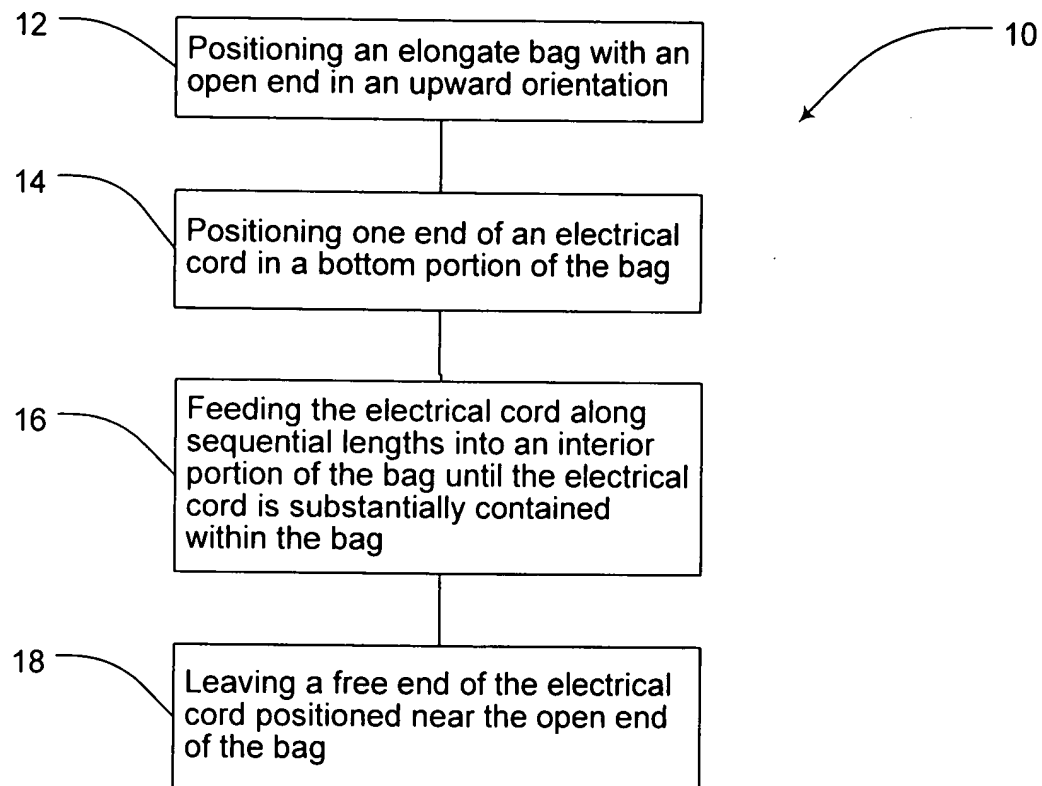 12
Positioning an elongate bag with an
open end in an upward orientation
10
14
Positioning one end of an electrical
cord in a bottom portion of the bag
16
Feeding the electrical cord along
sequential lengths into an interior
portion of the bag until the electrical
cord is substantially contained
within the bag
18
Leaving a free end of the electrical
cord positioned near the open end
of the bag